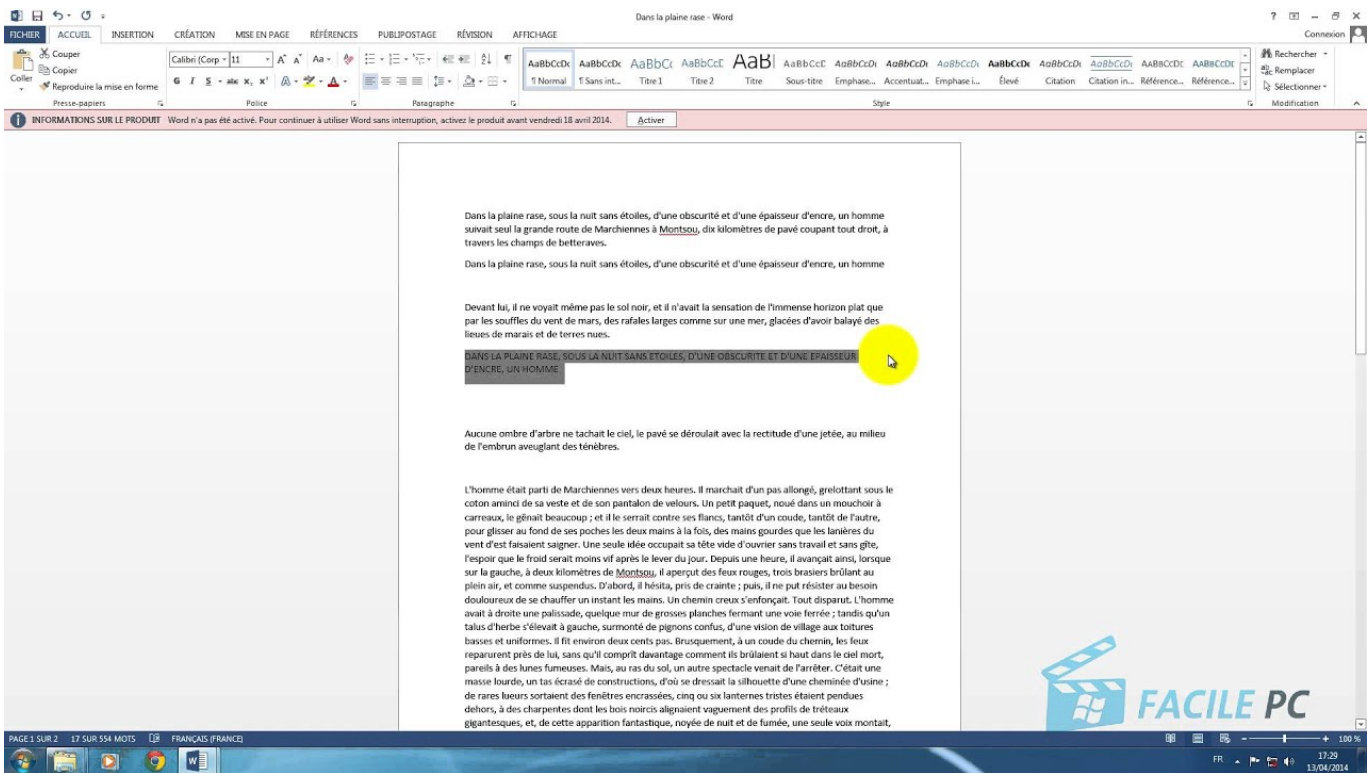 Dans la plaine rase - Word
FICHIER ACCUEIL INSERTION CRÉATION MISE EN PAGE RÉFÉRENCES PUBLIPOSTAGE RÉVISION AFFICHAGE Connexion
Coller
Couper
Copier
Reproduire la mise en forme
Calibri (Corp 11
G I S abc X, X'
AaBbCcDc AaBbCcDc AaBbC( AaBbCcC AaB| AaBbCcC AaBbCcDc AaBbCcDc AaBbCcDc AaBbCcDc AaBbCcDc AaBbCcDc AaBbCcDc AaBbCcDc
¶ Normal ¶ Sans int... Titre 1 Titre 2 Titre Sous-titre Emphase... Accentuat... Emphase i... Élevé Citation Citation in... Référence... Référence...
Rechercher
Remplacer
Sélectionner
Presse-papiers Police Paragraphe Style Modification
INFORMATIONS SUR LE PRODUIT Word n'a pas été activé. Pour continuer à utiliser Word sans interruption, activez le produit avant vendredi 18 avril 2014. Activer
Dans la plaine rase, sous la nuit sans étoiles, d'une obscurité et d'une épaisseur d'encre, un homme
suivait seul la grande route de Marchiennes à Montsou, dix kilomètres de pavé coupant tout droit, à
travers les champs de betteraves.
Dans la plaine rase, sous la nuit sans étoiles, d'une obscurité et d'une épaisseur d'encre, un homme
Devant lui, il ne voyait même pas le sol noir, et il n'avait la sensation de l'immense horizon plat que
par les souffles du vent de mars, des rafales larges comme sur une mer, glacées d'avoir balayé des
lieues de marais et de terres nues.
DANS LA PLAINE RASE, SOUS LA NUIT SANS ETOILES, D'UNE OBSCURITE ET D'UNE EPAISSEUR
D'ENCRE, UN HOMME
Aucune ombre d'arbre ne tachait le ciel, le pavé se déroulait avec la rectitude d'une jetée, au milieu
de l'embrun aveuglant des ténèbres.
L'homme était parti de Marchiennes vers deux heures. Il marchait d'un pas allongé, grelottant sous le
coton aminci de sa veste et de son pantalon de velours. Un petit paquet, noué dans un mouchoir à
carreaux, le gênait beaucoup ; et il le serrait contre ses flancs, tantôt d'un coude, tantôt de l'autre,
pour glisser au fond de ses poches les deux mains à la fois, des mains gourdes que les lanières du
vent d'est faisaient saigner. Une seule idée occupait sa tête vide d'ouvrier sans travail et sans gîte,
l'espoir que le froid serait moins vif après le lever du jour. Depuis une heure, il avançait ainsi, lorsque
sur la gauche, à deux kilomètres de Montsou, il aperçut des feux rouges, trois brasiers brûlant au
plein air, et comme suspendus. D'abord, il hésita, pris de crainte ; puis, il ne put résister au besoin
douloureux de se chauffer un instant les mains. Un chemin creux s'enfonçait. Tout disparut. L'homme
avait à droite une palissade, quelque mur de grosses planches fermant une voie ferrée ; tandis qu'un
talus d'herbe s'élevait à gauche, surmonté de pignons confus, d'une vision de village aux toitures
basses et uniformes. Il fit environ deux cents pas. Brusquement, à un coude du chemin, les feux
reparurent près de lui, sans qu'il comprît davantage comment ils brûlaient si haut dans le ciel mort,
pareils à des lunes fumeuses. Mais, au ras du sol, un autre spectacle venait de l'arrêter. C'était une
masse lourde, un tas écrasé de constructions, d'où se dressait la silhouette d'une cheminée d'usine ;
de rares lueurs sortaient des fenêtres encrassées, cinq ou six lanternes tristes étaient pendues
dehors, à des charpentes dont les bois noircis alignaient vaguement des profils de tréteaux
gigantesques, et, de cette apparition fantastique, noyée de nuit et de fumée, une seule voix montait,
FACILE PC
PAGE 1 SUR 2 17 SUR 554 MOTS FRANÇAIS (FRANCE) 100 %
FR 17:29
13/04/2014